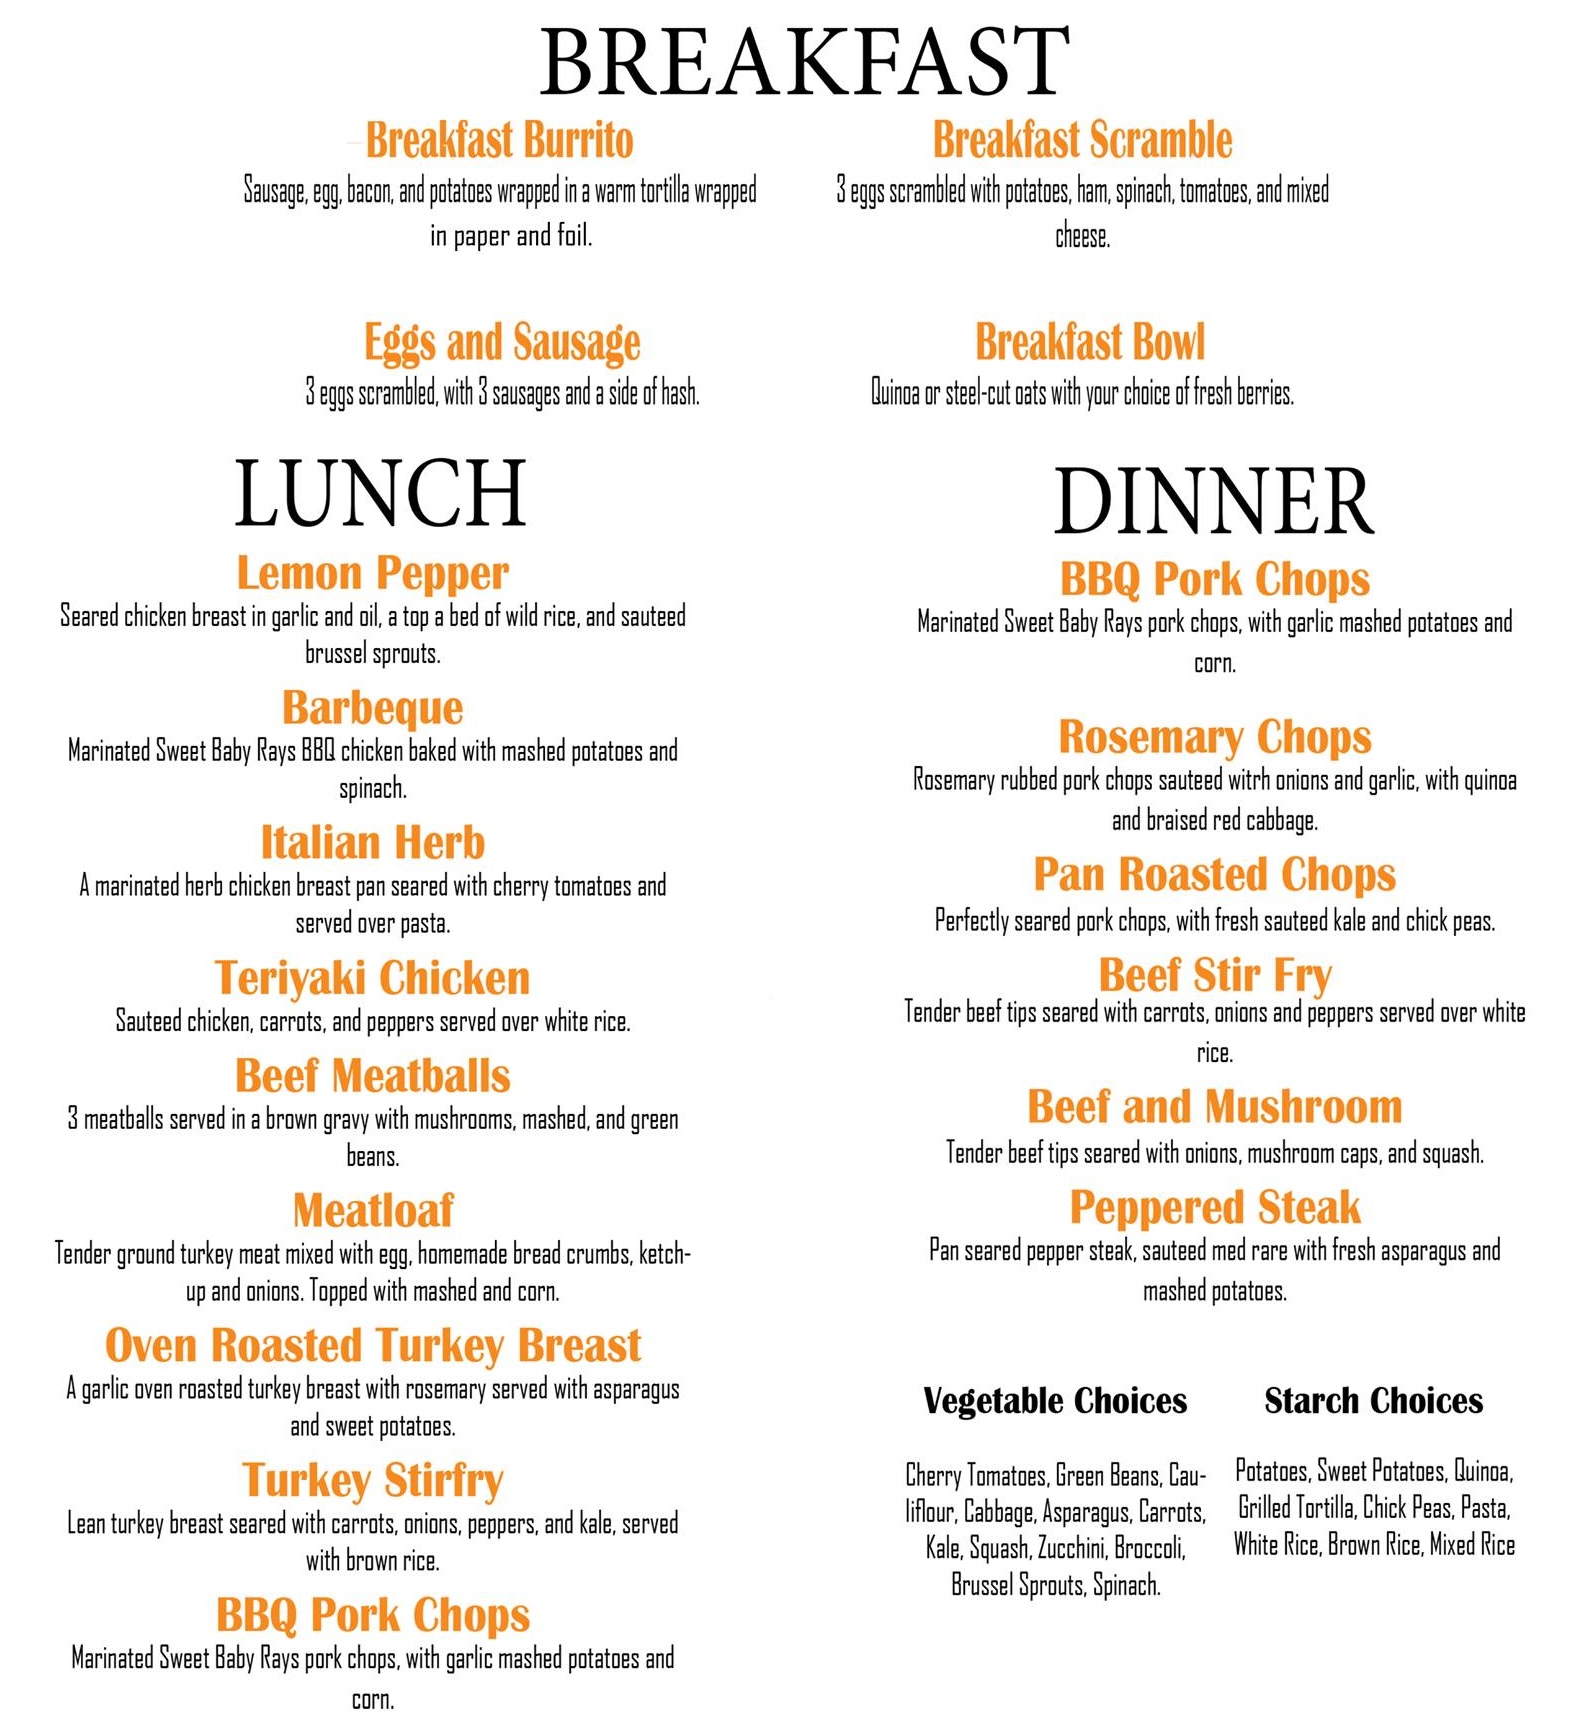 BREAKFAST
Breakfast Burrito
Sausage, egg, bacon, and potatoes wrapped in a warm tortilla wrapped
in paper and foil.
Breakfast Scramble
3 eggs scrambled with potatoes, ham, spinach, tomatoes, and mixed
cheese.
Eggs and Sausage
3 eggs scrambled, with 3 sausages and a side of hash.
Breakfast Bowl
Quinoa or steel-cut oats with your choice of fresh berries.
LUNCH
Lemon Pepper
Seared chicken breast in garlic and oil, a top a bed of wild rice, and sauteed
brussel sprouts.
Barbeque
Marinated Sweet Baby Rays BBQ chicken baked with mashed potatoes and
spinach.
Italian Herb
A marinated herb chicken breast pan seared with cherry tomatoes and
served over pasta.
Teriyaki Chicken
Sauteed chicken, carrots, and peppers served over white rice.
Beef Meatballs
3 meatballs served in a brown gravy with mushrooms, mashed, and green
beans.
Meatloaf
Tender ground turkey meat mixed with egg, homemade bread crumbs, ketch-
up and onions. Topped with mashed and corn.
Oven Roasted Turkey Breast
A garlic oven roasted turkey breast with rosemary served with asparagus
and sweet potatoes.
Turkey Stirfry
Lean turkey breast seared with carrots, onions, peppers, and kale, served
with brown rice.
BBQ Pork Chops
Marinated Sweet Baby Rays pork chops, with garlic mashed potatoes and
corn.
DINNER
BBQ Pork Chops
Marinated Sweet Baby Rays pork chops, with garlic mashed potatoes and
corn.
Rosemary Chops
Rosemary rubbed pork chops sauteed witrh onions and garlic, with quinoa
and braised red cabbage.
Pan Roasted Chops
Perfectly seared pork chops, with fresh sauteed kale and chick peas.
Beef Stir Fry
Tender beef tips seared with carrots, onions and peppers served over white
rice.
Beef and Mushroom
Tender beef tips seared with onions, mushroom caps, and squash.
Peppered Steak
Pan seared pepper steak, sauteed med rare with fresh asparagus and
mashed potatoes.
Vegetable Choices
Cherry Tomatoes, Green Beans, Cau-
liflour, Cabbage, Asparagus, Carrots,
Kale, Squash, Zucchini, Broccoli,
Brussel Sprouts, Spinach.
Starch Choices
Potatoes, Sweet Potatoes, Quinoa,
Grilled Tortilla, Chick Peas, Pasta,
White Rice, Brown Rice, Mixed Rice